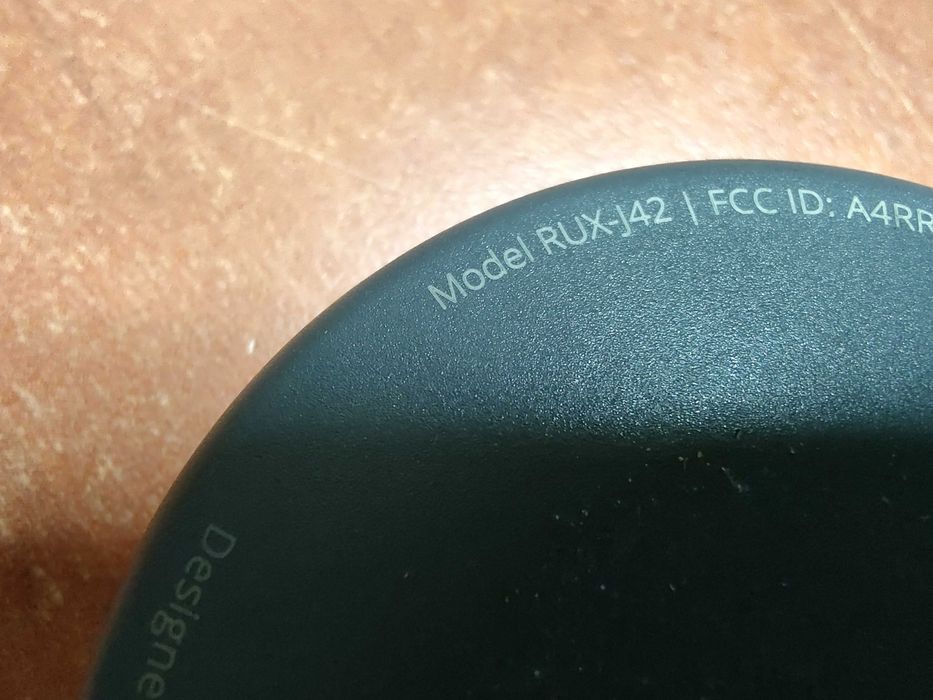 Model RUX-J42 | FCC ID: A4RR
Designe